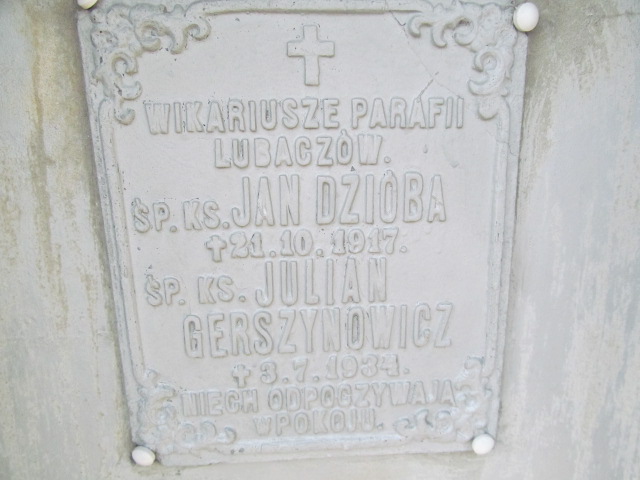 WIKARIUSZE PARAFII
LUBACZÓW.
ŚP. KS. JAN DZIOBA
✝21.10.1917.
ŚP. KS. JULIAN
GERSZYNOWICZ
✝3.7.1934.
NIECH ODPOCZYWAJĄ
W POKOJU.